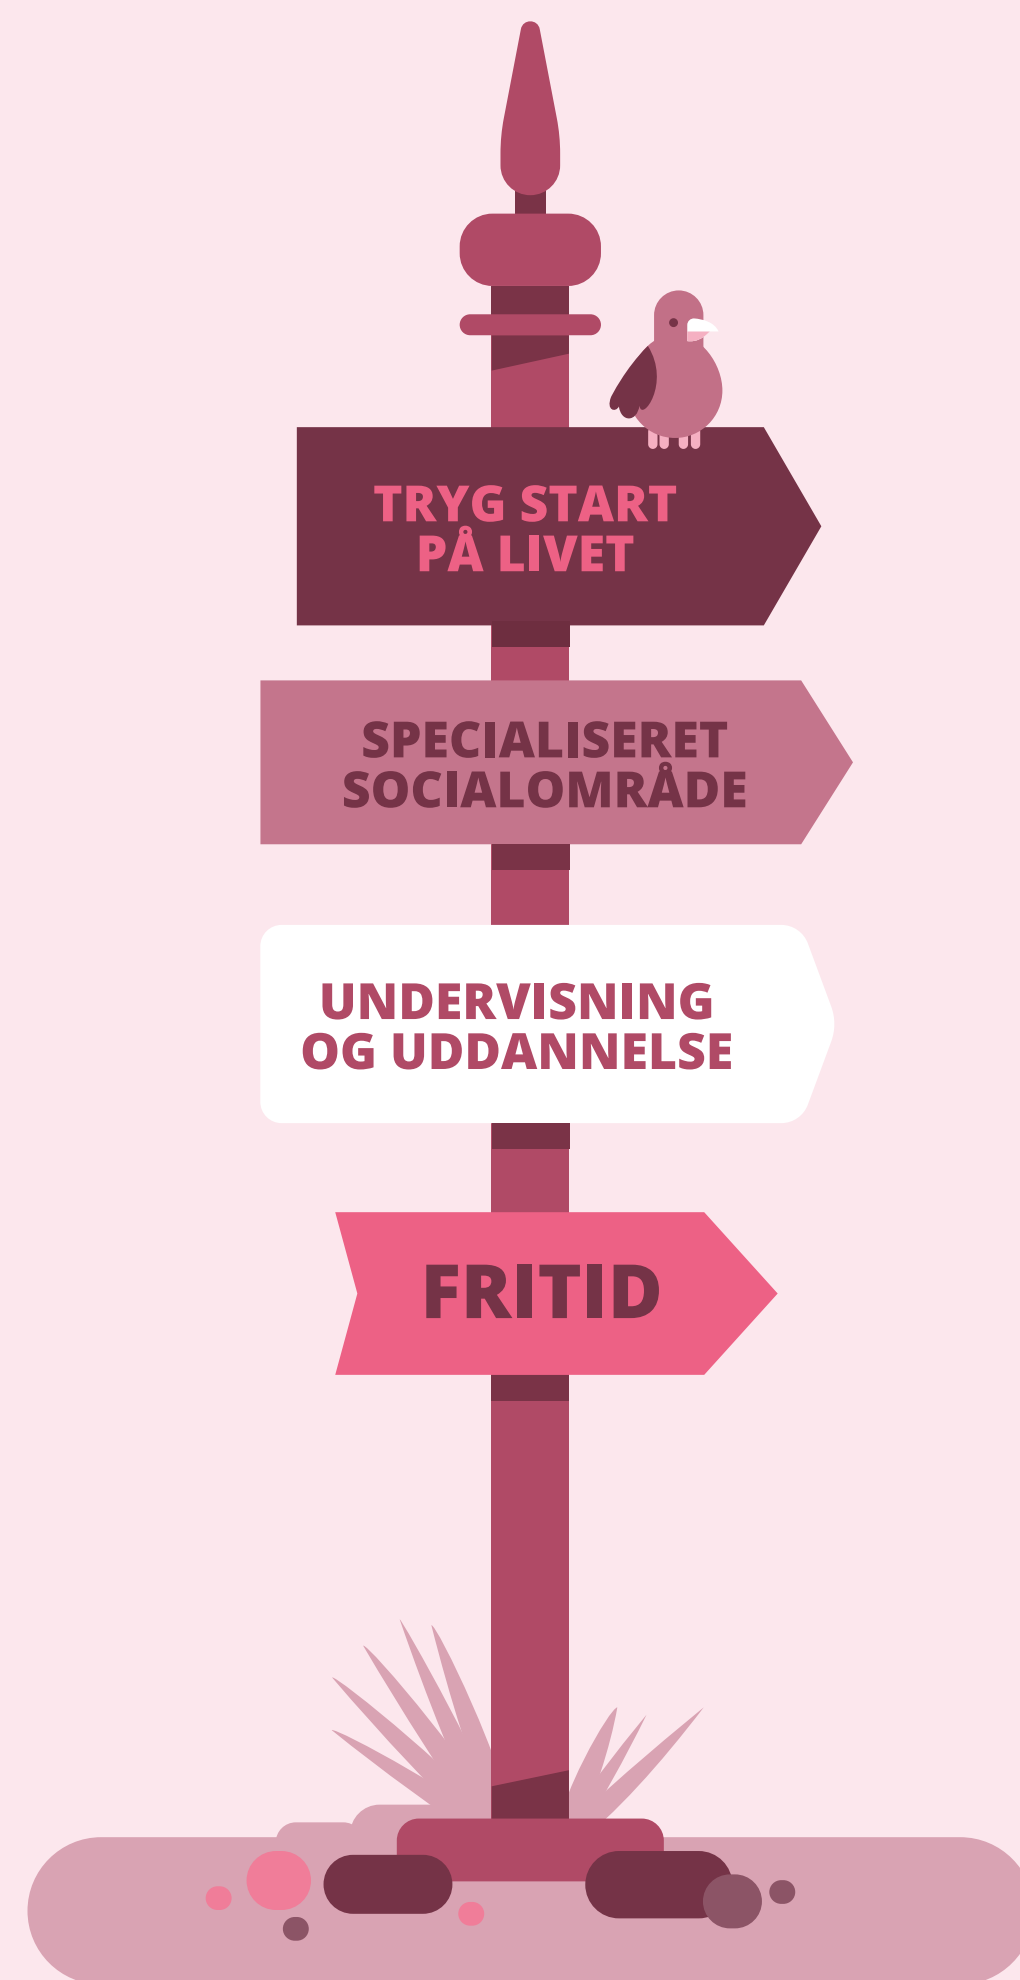 TRYG START
PÅ LIVET
SPECIALISERET
SOCIALOMRÅDE
UNDERVISNING
OG UDDANNELSE
FRITID